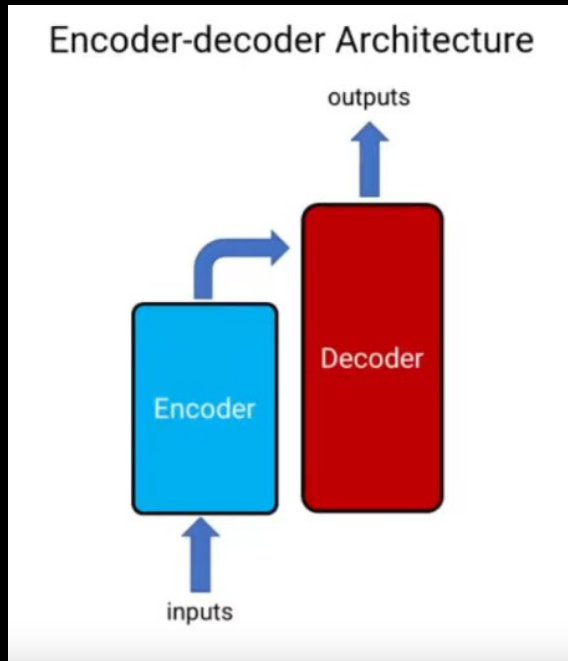 Encoder-decoder Architecture
outputs
Decoder
Encoder
inputs